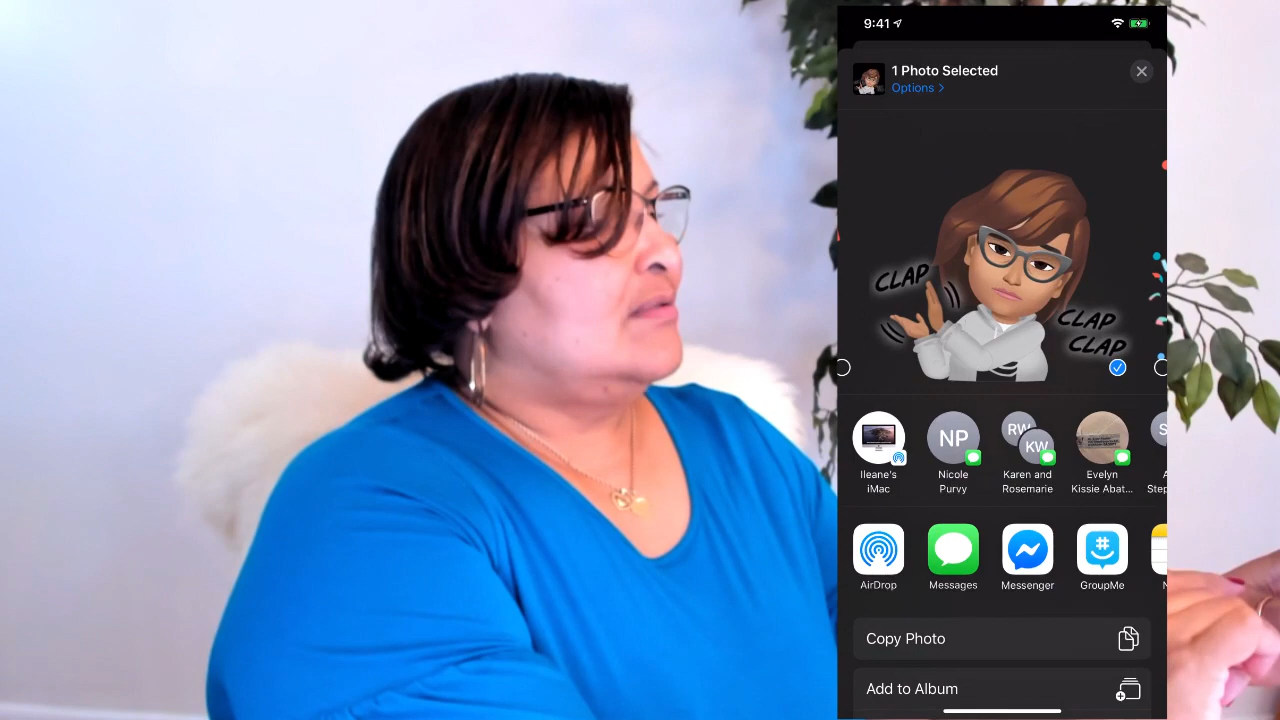 9:41
1 Photo Selected
Options
CLAP
CLAP
CLAP
NP
RW
KW
S
Ileane's
iMac
Nicole
Purvy
Karen and
Rosemarie
Evelyn
Kissie Abat...
A
Step
AirDrop
Messages
Messenger
GroupMe
N
Copy Photo
Add to Album